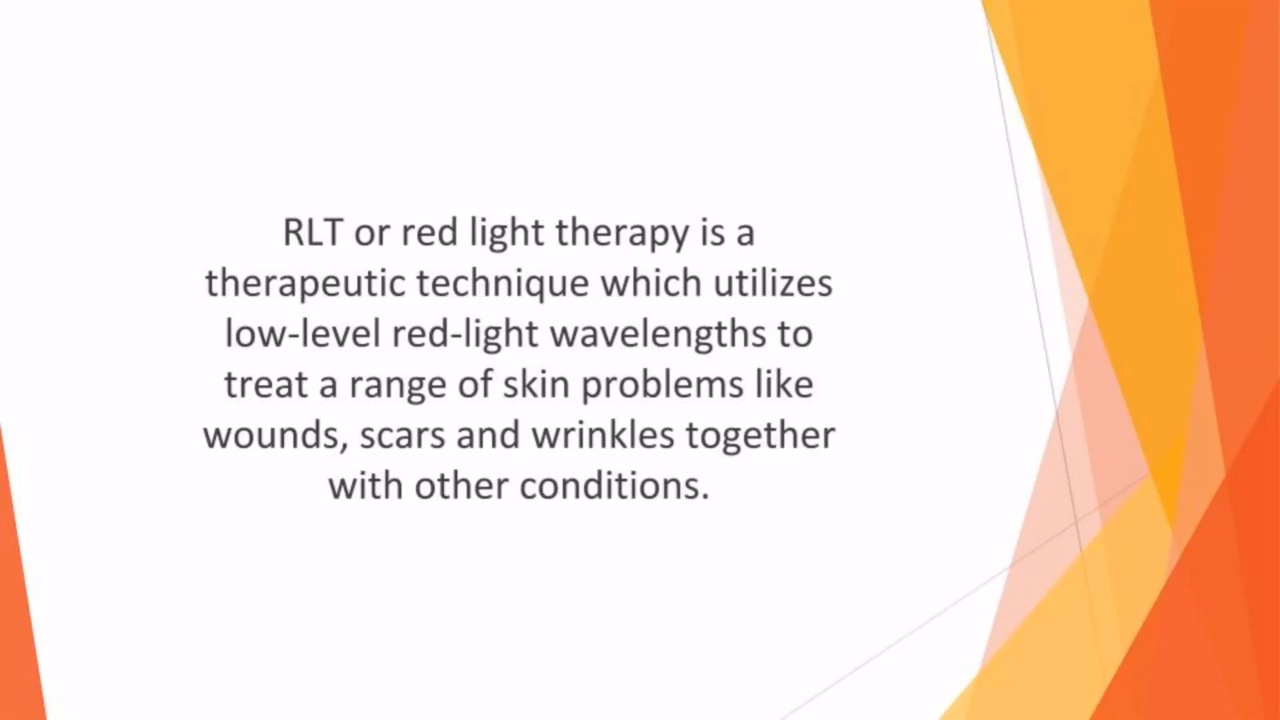 RLT or red light therapy is a
therapeutic technique which utilizes
low-level red-light wavelengths to
treat a range of skin problems like
wounds, scars and wrinkles together
with other conditions.